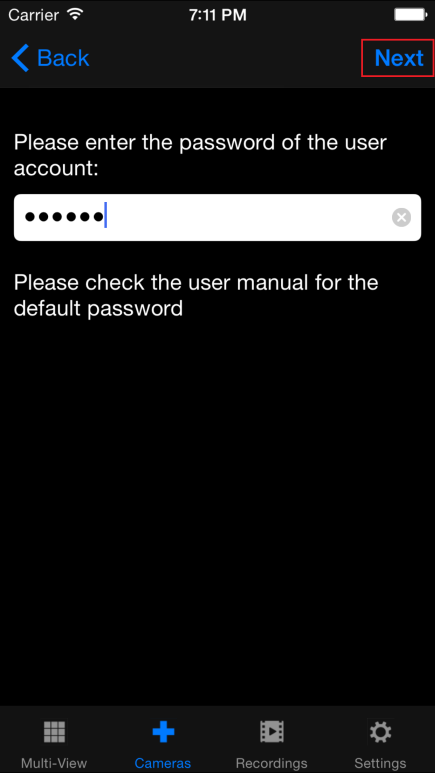 Carrier 7:11 PM
Back Next
Please enter the password of the user
account:
••••••
Please check the user manual for the
default password
Multi-View Cameras Recordings Settings